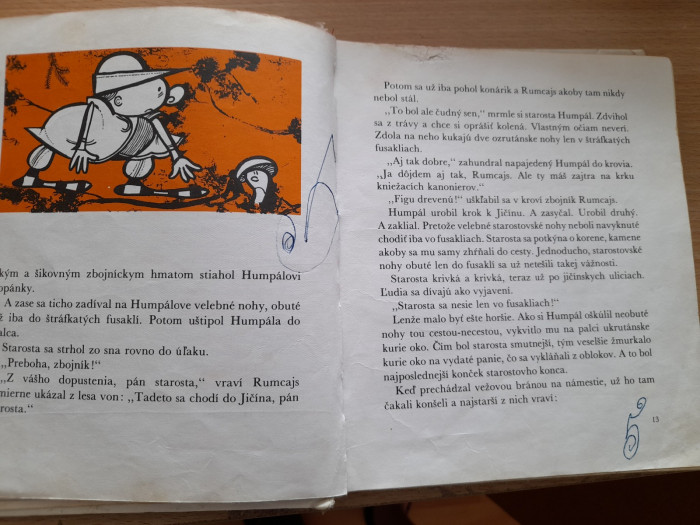 kým a šikovným zbojníckym hmatom stiahol Humpálovi
opánky.
A zase sa ticho zadíval na Humpálove velebné nohy, obuté
ž iba do štráfkatých fusaklí. Potom uštipol Humpála do
alca.
Starosta sa strhol zo sna rovno do úľaku.
„Preboha, zbojník!“
„Z vášho dopustenia, pán starosta,“ vraví Rumcajs
mierne ukázal z lesa von: „Tadeto sa chodí do Jičína, pán
arosta.“
Potom sa už iba pohol konárik a Rumcajs akoby tam nikdy
nebol stál.
„To bol ale čudný sen,“ mrmle si starosta Humpál. Zdvihol
sa z trávy a chce si oprášiť kolená. Vlastným očiam neverí.
Zdola na neho kukajú dve ozrutánske nohy len v štráfkatých
fusakliach.
„Aj tak dobre,“ zahundral napajedený Humpál do krovia.
„Ja dôjdem aj tak, Rumcajs. Ale ty máš zajtra na krku
kniežacích kanonierov.“
„Figu drevenú!“ uškľabil sa v kroví zbojník Rumcajs.
Humpál urobil krok k Jičínu. A zasyčal. Urobil druhý.
A zaklial. Pretože velebné starostovské nohy neboli navyknuté
chodiť iba vo fusakliach. Starosta sa potkýna o korene, kamene
akoby sa mu samy zhŕňali do cesty. Jednoducho, starostovské
nohy obuté len do fusaklí sa už netešili takej vážnosti.
Starosta krivká a krivká, teraz už po jičínskych uliciach.
Ľudia sa dívajú ako vyjavení.
„Starosta sa nesie len vo fusakliach!“
Lenže malo byť ešte horšie. Ako si Humpál oškúlil neobuté
nohy tou cestou-necestou, vykvitlo mu na palci ukrutánske
kurie oko. Čím bol starosta smutnejší, tým veselšie žmurkalo
kurie oko na vydaté panie, čo sa vykláňali z oblokov. A to bol
najposlednejší konček starostovho konca.
Keď prechádzal vežovou bránou na námestie, už ho tam
čakali konšeli a najstarší z nich vraví:
13